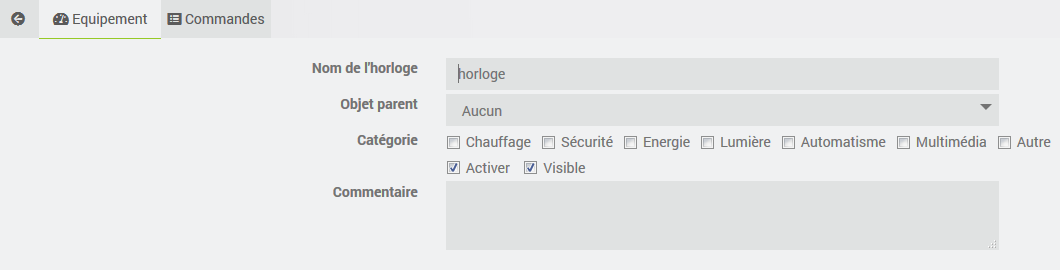 Equipement Commandes
Nom de l'horloge horloge
Objet parent Aucun
Catégorie Chauffage Sécurité Energie Lumière Automatisme Multimédia Autre
Activer Visible
Commentaire